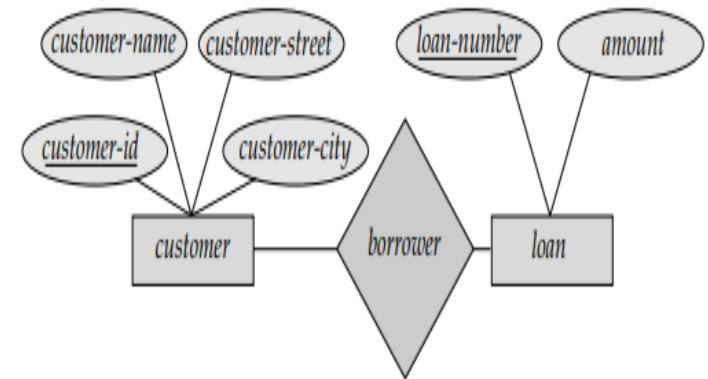 customer-name
customer-street
loan-number
amount
customer-id
customer-city
customer
borrower
loan